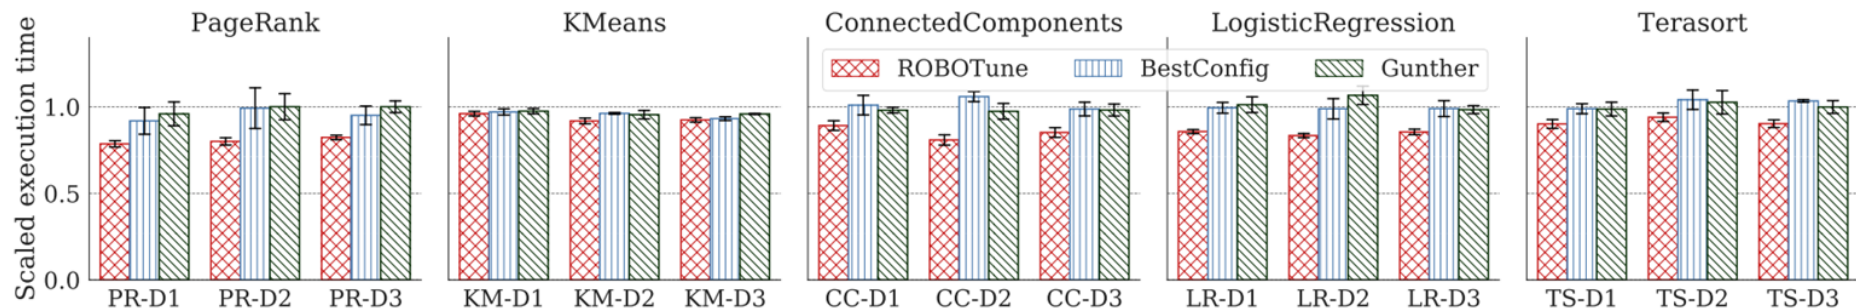 PageRank KMeans ConnectedComponents LogisticRegression Terasort
ROBOTune BestConfig Gunther
Scaled execution time
1.0
0.5
0.0
PR-D1 PR-D2 PR-D3 KM-D1 KM-D2 KM-D3 CC-D1 CC-D2 CC-D3 LR-D1 LR-D2 LR-D3 TS-D1 TS-D2 TS-D3